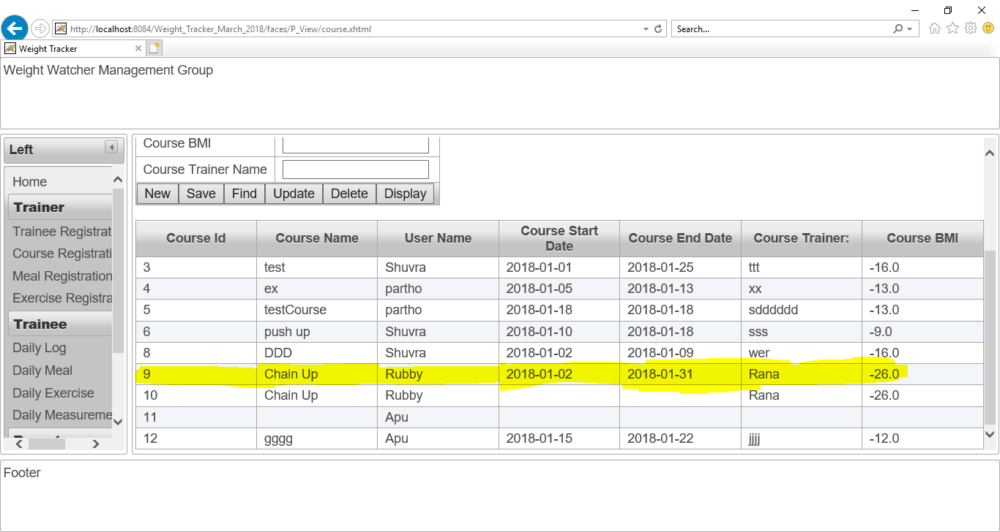 http://localhost:8084/Weight_Tracker_March_2018/faces/P_View/course.xhtml
Search...
Weight Tracker
Weight Watcher Management Group
Left
Home
Trainer
Trainee Registrat
Course Registrati
Meal Registration
Exercise Registra
Trainee
Daily Log
Daily Meal
Daily Exercise
Daily Measureme
Course BMI
Course Trainer Name
New Save Find Update Delete Display
Course Id Course Name User Name Course Start Date Course End Date Course Trainer: Course BMI
3 test Shuvra 2018-01-01 2018-01-25 ttt -16.0
4 ex partho 2018-01-05 2018-01-13 xx -13.0
5 testCourse partho 2018-01-18 2018-01-18 sdddddd -13.0
6 push up Shuvra 2018-01-10 2018-01-18 sss -9.0
8 DDD Shuvra 2018-01-02 2018-01-09 wer -16.0
9 Chain Up Rubby 2018-01-02 2018-01-31 Rana -26.0
10 Chain Up Rubby Rana -26.0
11 Apu
12 gggg Apu 2018-01-15 2018-01-22 jjjj -12.0
Footer